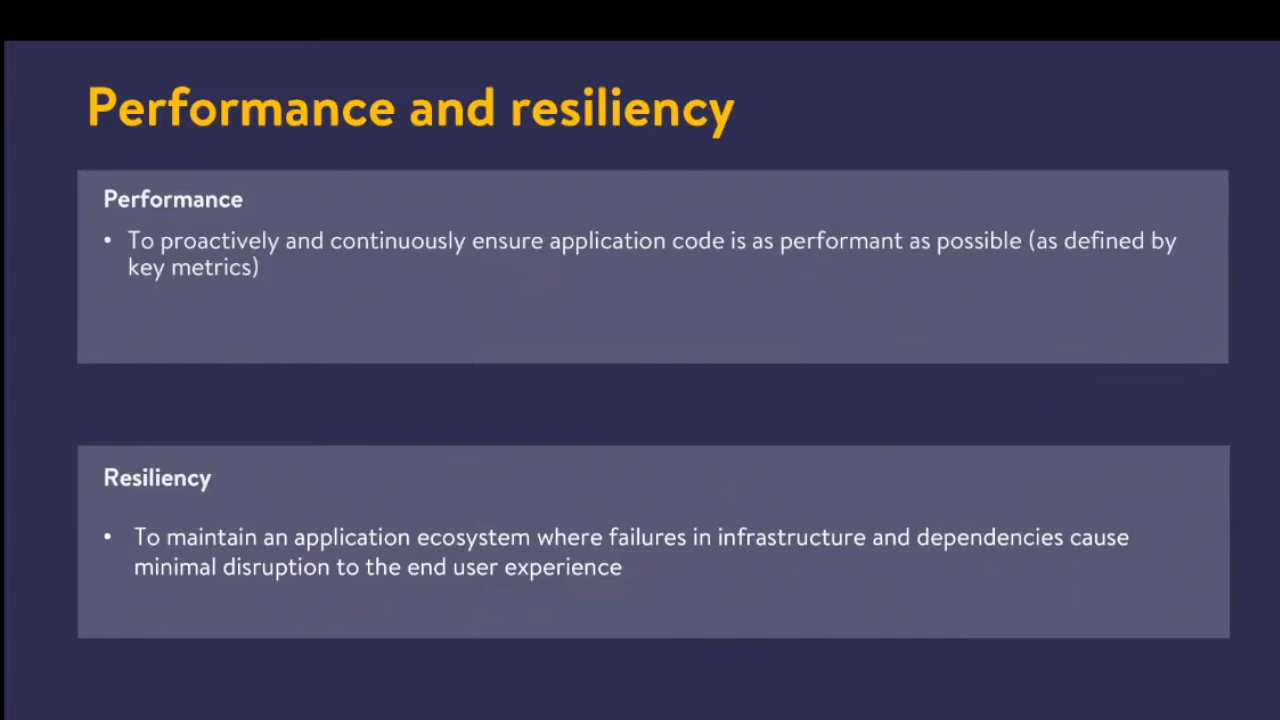 Performance and resiliency
Performance
• To proactively and continuously ensure application code is as performant as possible (as defined by
key metrics)
Resiliency
• To maintain an application ecosystem where failures in infrastructure and dependencies cause
minimal disruption to the end user experience